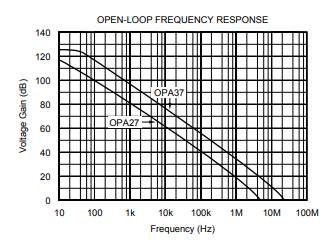 OPEN-LOOP FREQUENCY RESPONSE
140
120
100
80
60
40
20
0
Voltage Gain (dB)
OPA37
OPA27
10 100 1k 10k 100k 1M 10M 100M
Frequency (Hz)